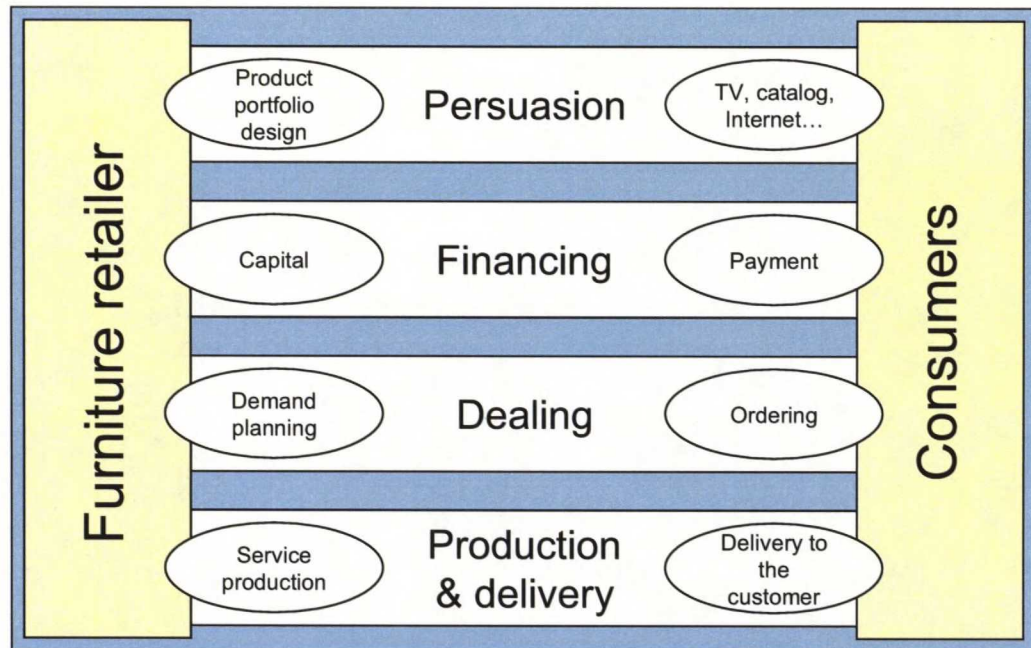 Furniture retailer
Product
portfolio
design
Persuasion
TV, catalog,
Internet…
Capital
Financing
Payment
Demand
planning
Dealing
Ordering
Service
production
Production
& delivery
Delivery to
the
customer
Consumers